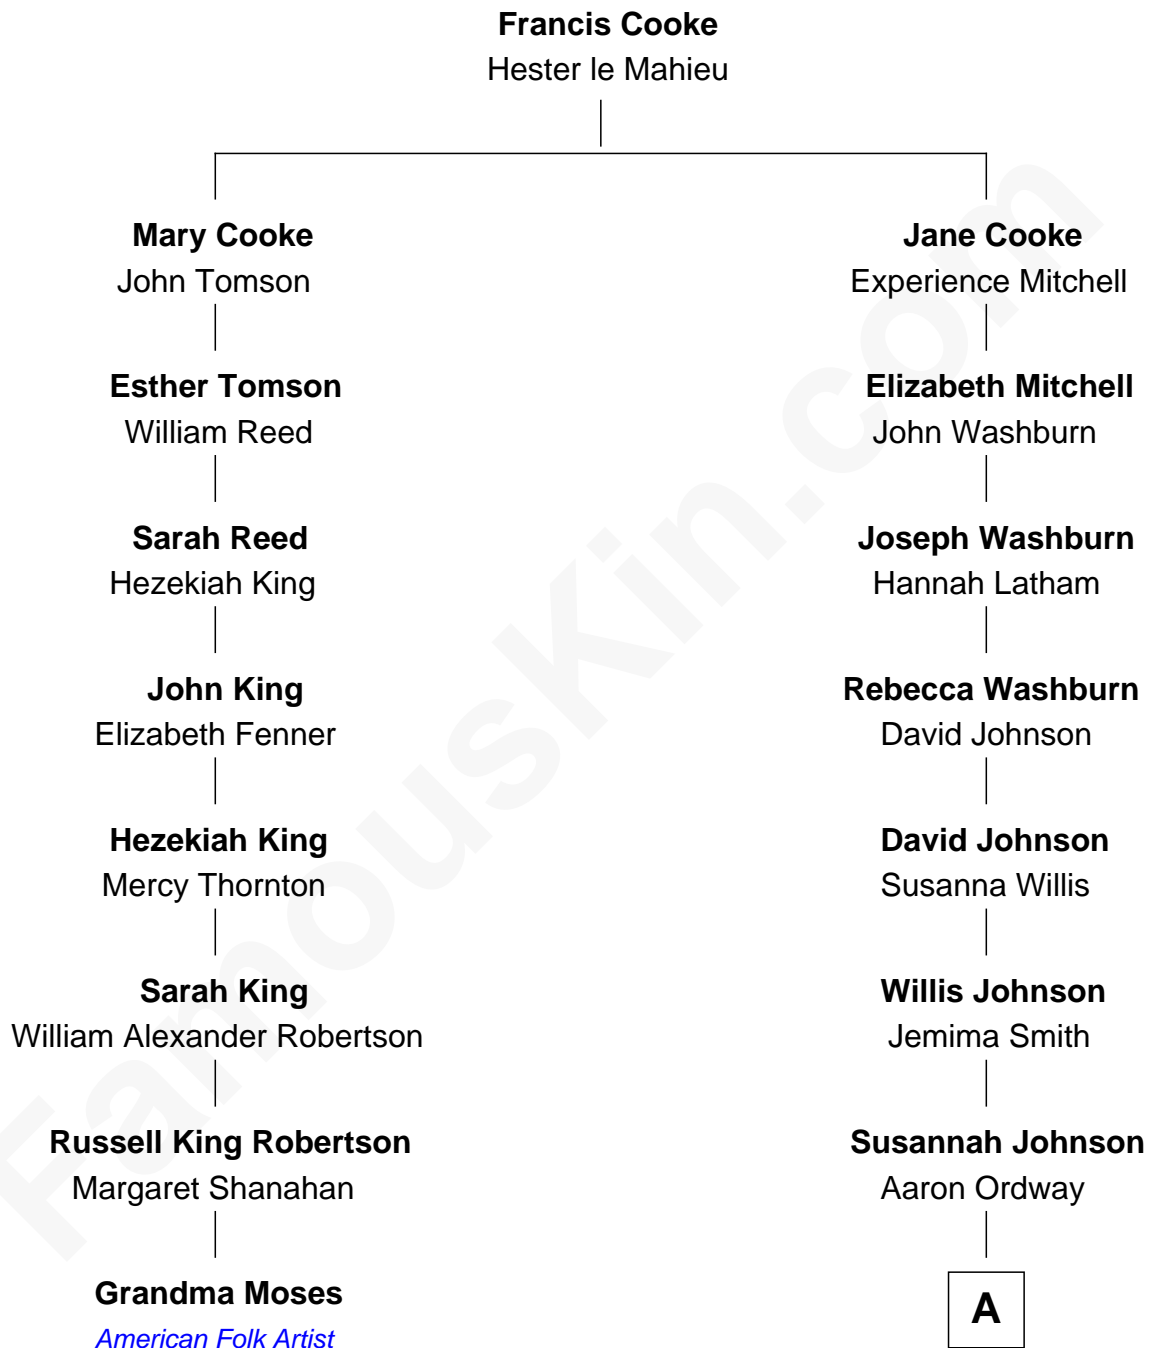 Francis Cooke
Hester le Mahieu
Mary Cooke
John Tomson
Jane Cooke
Experience Mitchell
Esther Tomson
William Reed
Elizabeth Mitchell
John Washburn
Sarah Reed
Hezekiah King
Joseph Washburn
Hannah Latham
John King
Elizabeth Fenner
Rebecca Washburn
David Johnson
Hezekiah King
Mercy Thornton
David Johnson
Susanna Willis
Sarah King
William Alexander Robertson
Willis Johnson
Jemima Smith
Russell King Robertson
Margaret Shanahan
Susannah Johnson
Aaron Ordway
Grandma Moses
American Folk Artist
A
FamousKin.com